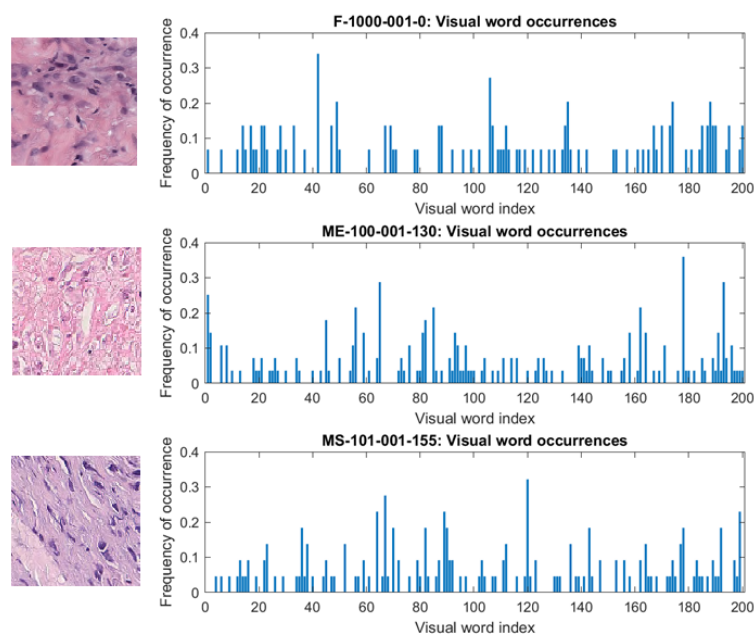 F-1000-001-0: Visual word occurrences
Frequency of occurrence
0.4
0.3
0.2
0.1
0
0 20 40 60 80 100 120 140 160 180 200
Visual word index
ME-100-001-130: Visual word occurrences
Frequency of occurrence
0.4
0.3
0.2
0.1
0
0 20 40 60 80 100 120 140 160 180 200
Visual word index
MS-101-001-155: Visual word occurrences
Frequency of occurrence
0.4
0.3
0.2
0.1
0
0 20 40 60 80 100 120 140 160 180 200
Visual word index